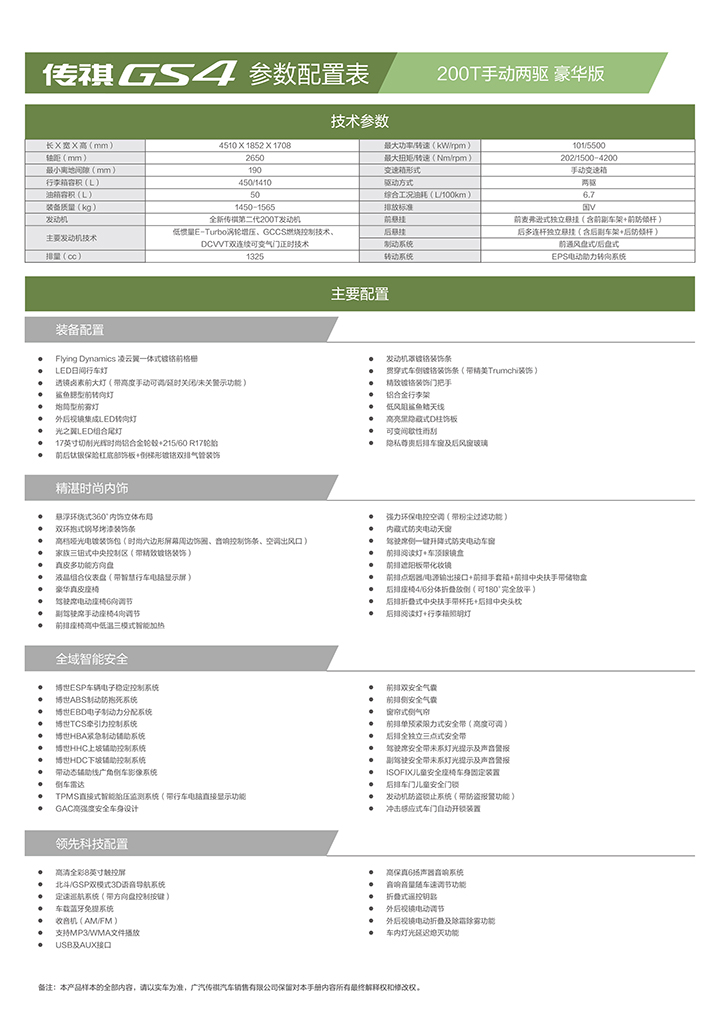 传祺 GS4 参数配置表 200T手动两驱 豪华版
技术参数
长 X 宽 X 高（mm） 4510 X 1852 X 1708 最大功率/转速（kW/rpm） 101/5500
轴距（mm） 2650 最大扭矩/转速（Nm/rpm） 202/1500-4200
最小离地间隙（mm） 190 变速箱形式 手动变速箱
行李箱容积（L） 450/1410 驱动方式 两驱
油箱容积（L） 50 综合工况油耗（L/100km） 6.7
装备质量（kg） 1450-1565 排放标准 国V
发动机 全新传祺第二代200T发动机 前悬挂 前麦弗逊式独立悬挂（含前副车架+前防倾杆）
主要发动机技术 低惯量E-Turbo涡轮增压、GCCS燃烧控制技术、 后悬挂 后多连杆独立悬挂（含后副车架+后防倾杆）
DCVVT双连续可变气门正时技术 制动系统 前通风盘式/后盘式
排量（cc） 1325 转动系统 EPS电动助力转向系统
主要配置
装备配置
● Flying Dynamics 凌云翼一体式镀铬前格栅
● LED日间行车灯
● 透镜卤素前大灯（带高度手动可调/延时关闭/未关警示功能）
● 鲨鱼腮型前转向灯
● 炮筒型前雾灯
● 外后视镜集成LED转向灯
● 光之翼LED组合尾灯
● 17英寸切削光辉时尚铝合金轮毂+215/60 R17轮胎
● 前后钛银保险杠底部饰板+倒梯形镀铬双排气管装饰
● 发动机罩镀铬装饰条
● 贯穿式车倒镀铬装饰条（带精美Trumchi装饰）
● 精致镀铬装饰门把手
● 铝合金行李架
● 低风阻鲨鱼鳍天线
● 高亮黑隐藏式D柱饰板
● 可变间歇性雨刮
● 隐私尊贵后排车窗及后风窗玻璃
精湛时尚内饰
● 悬浮环绕式360°内饰立体布局
● 双环抱式钢琴烤漆装饰条
● 高档哑光电镀装饰包（时尚六边形屏幕周边饰圈、音响控制饰条、空调出风口）
● 家族三钮式中央控制区（带精致镀铬装饰）
● 真皮多功能方向盘
● 液晶组合仪表盘（带智慧行车电脑显示屏）
● 豪华真皮座椅
● 驾驶席电动座椅6向调节
● 副驾驶席手动座椅4向调节
● 前排座椅高中低温三模式智能加热
● 强力环保电控空调（带粉尘过滤功能）
● 内藏式防夹电动天窗
● 驾驶席侧一键升降式防夹电动车窗
● 前排阅读灯+车顶眼镜盒
● 前排遮阳板带化妆镜
● 前排点烟器/电源输出接口+前排手套箱+前排中央扶手带储物盒
● 后排座椅4/6分体折叠放倒（可180°完全放平）
● 后排折叠式中央扶手带杯托+后排中央头枕
● 后排阅读灯+行李箱照明灯
全域智能安全
● 博世ESP车辆电子稳定控制系统
● 博世ABS制动防抱死系统
● 博世EBD电子制动力分配系统
● 博世TCS牵引力控制系统
● 博世HBA紧急制动辅助系统
● 博世HHC上坡辅助控制系统
● 博世HDC下坡辅助控制系统
● 带动态辅助线广角倒车影像系统
● 倒车雷达
● TPMS直接式智能胎压监测系统（带行车电脑直接显示功能
● GAC高强度安全车身设计
● 前排双安全气囊
● 前排侧安全气囊
● 窗帘式侧气帘
● 前排单预紧限力式安全带（高度可调）
● 后排全独立三点式安全带
● 驾驶席安全带未系灯光提示及声音警报
● 副驾驶安全带未系灯光提示及声音警报
● ISOFIX儿童安全座椅车身固定装置
● 后排车门儿童安全门锁
● 发动机防盗锁止系统（带防盗报警功能）
● 冲击感应式车门自动开锁装置
领先科技配置
● 高清全彩8英寸触控屏
● 北斗/GSP双模式3D语音导航系统
● 定速巡航系统（带方向盘控制按键）
● 车载蓝牙免提系统
● 收音机（AM/FM）
● 支持MP3/WMA文件播放
● USB及AUX接口
● 高保真6扬声器音响系统
● 音响音量随车速调节功能
● 折叠式遥控钥匙
● 外后视镜电动调节
● 外后视镜电动折叠及除霜除雾功能
● 车内灯光延迟熄灭功能
备注：本产品样本的全部内容，请以实车为准，广汽传祺汽车销售有限公司保留对本手册内容所有最终解释权和修改权。